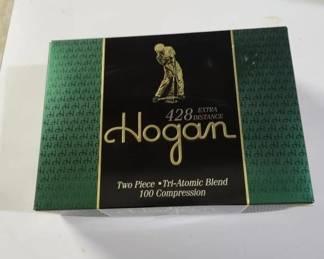 428 EXTRA DISTANCE
Hogan
Two Piece • Tri-Atomic Blend
100 Compression